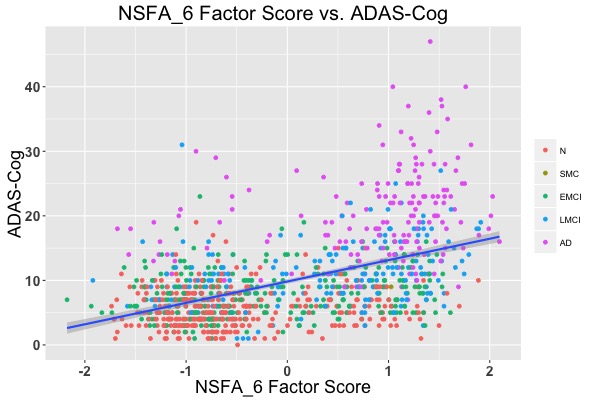 NSFA_6 Factor Score vs. ADAS-Cog
ADAS-Cog
40
30
20
10
0
-2 -1 0 1 2
NSFA_6 Factor Score
N
SMC
EMCI
LMCI
AD